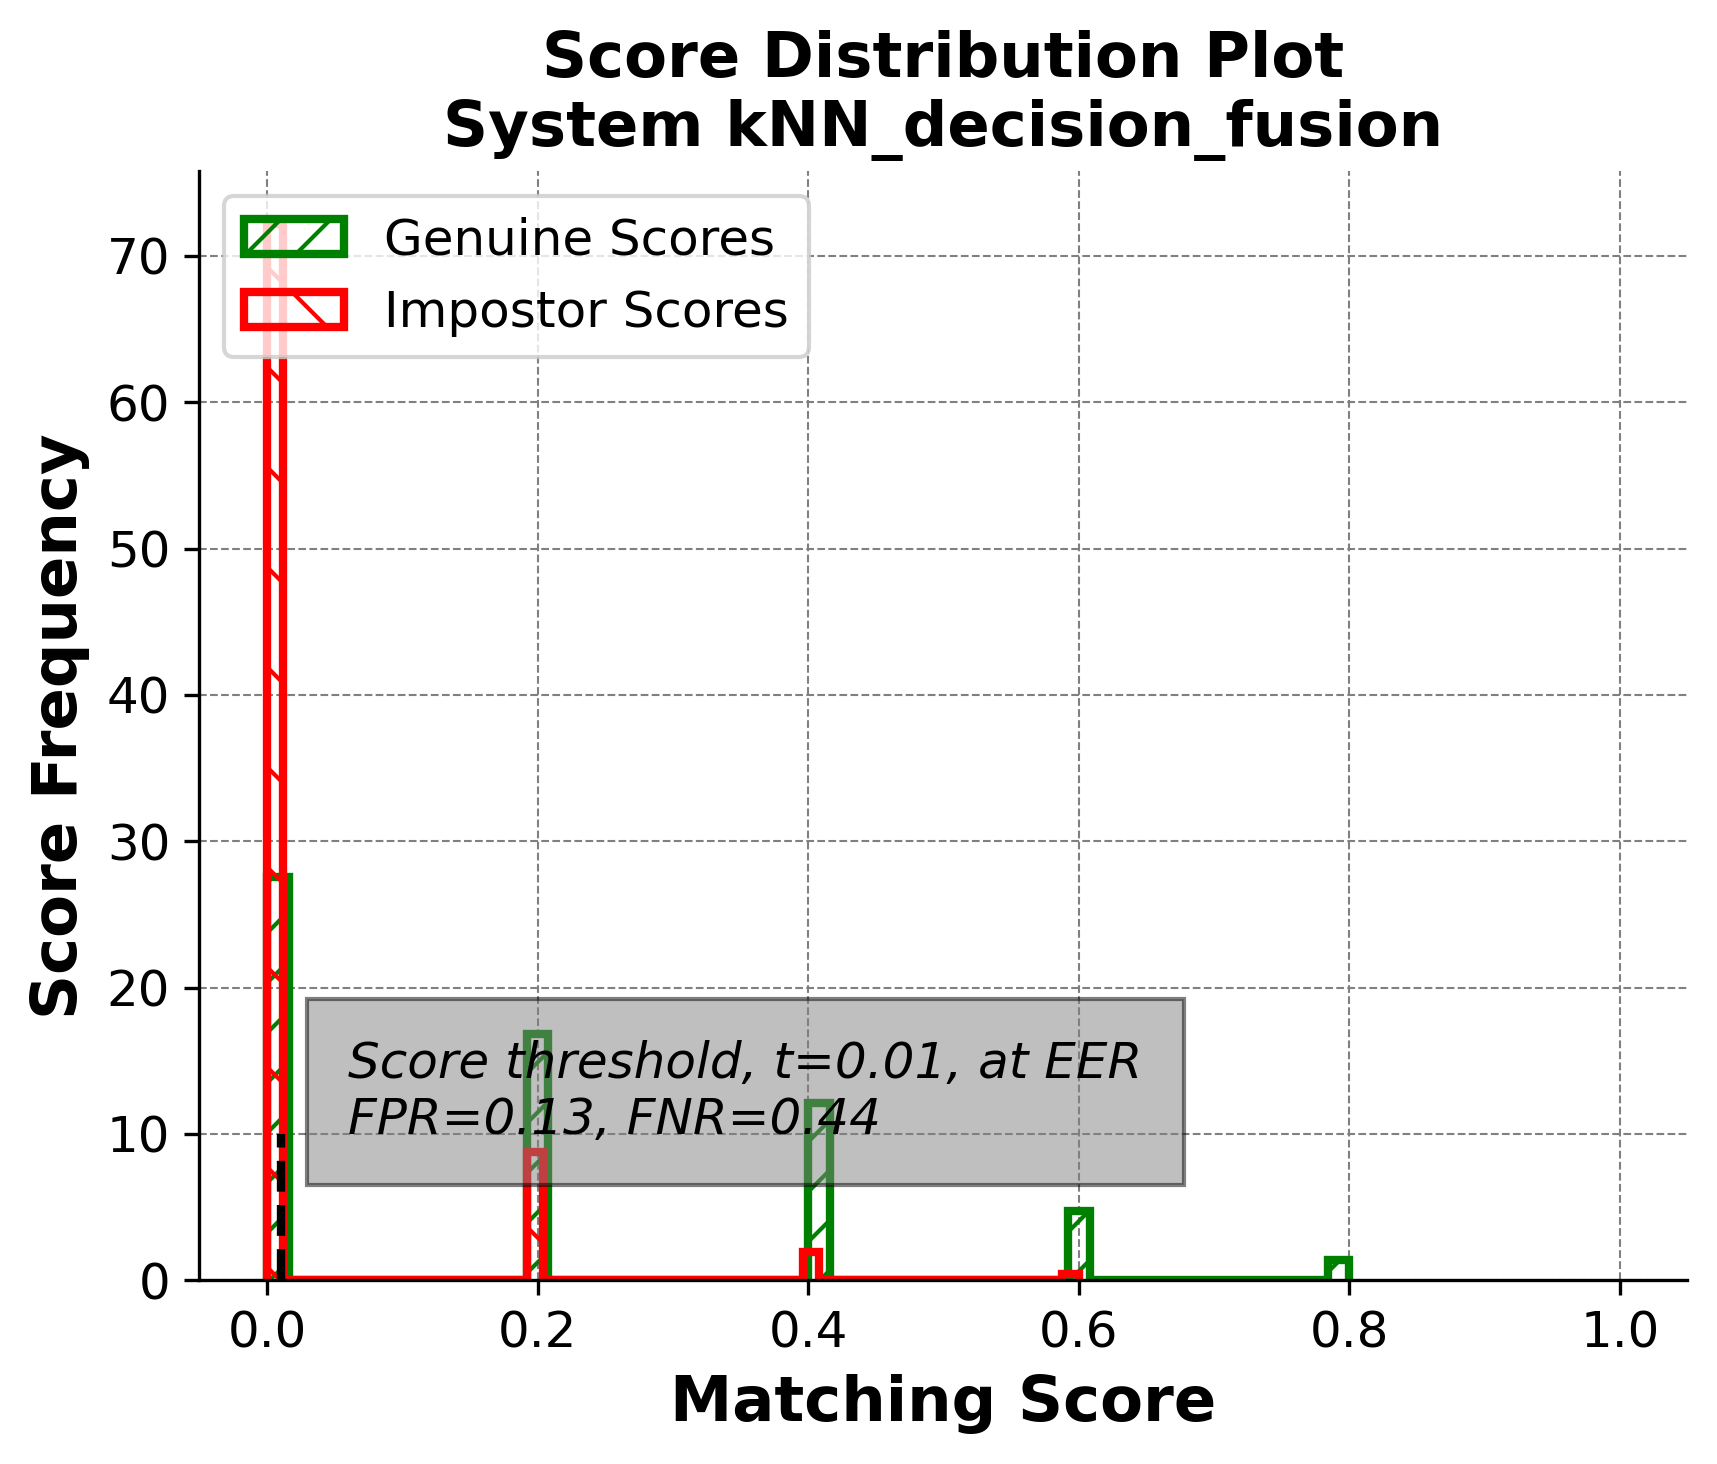 Score Distribution Plot
System kNN_decision_fusion
Genuine Scores
Impostor Scores
Score Frequency
70
60
50
40
30
20
10
0
Score threshold, t=0.01, at EER
FPR=0.13, FNR=0.44
0.0 0.2 0.4 0.6 0.8 1.0
Matching Score